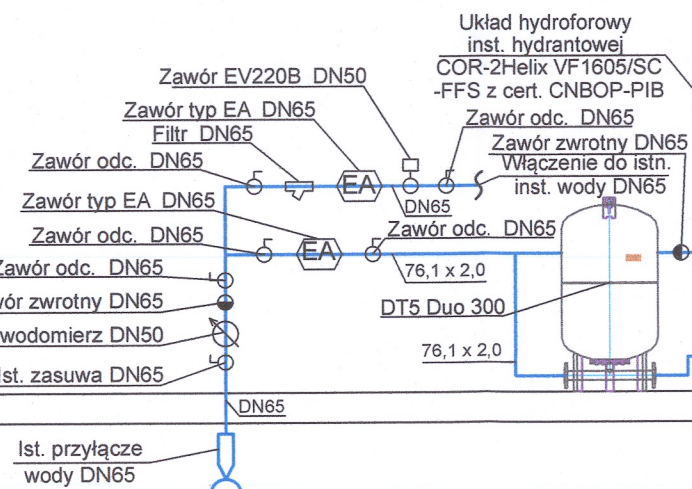 Układ hydroforowy
inst. hydrantowej
COR-2Helix VF1605/SC
-FFS z cert. CNBOP-PIB
Zawór EV220B DN50
Zawór typ EA DN65
Zawór odc. DN65
Filtr DN65
Zawór zwrotny DN65
Zawór odc. DN65
Włączenie do istn.
inst. wody DN65
EA
DN65
Zawór typ EA DN65
Zawór odc. DN65
Zawór odc. DN65
EA
Zawór odc. DN65
76,1 x 2,0
wór zwrotny DN65
DT5 Duo 300
wodomierz DN50
76,1 x 2,0
Ist. zasuwa DN65
DN65
Ist. przyłącze
wody DN65